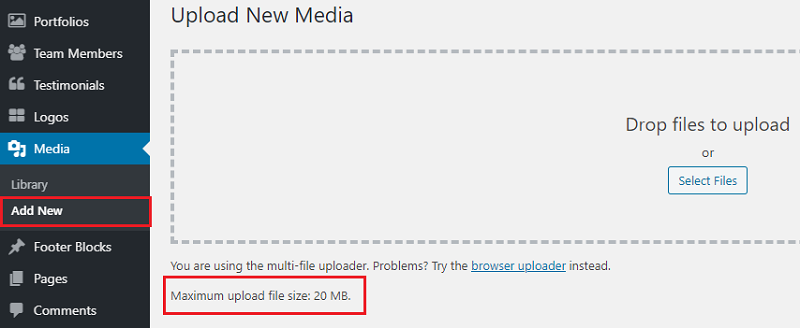 Portfolios
Team Members
Testimonials
Logos
Media
Library
Add New
Footer Blocks
Pages
Comments
Upload New Media
Drop files to upload
or
Select Files
You are using the multi-file uploader. Problems? Try the browser uploader instead.
Maximum upload file size: 20 MB.